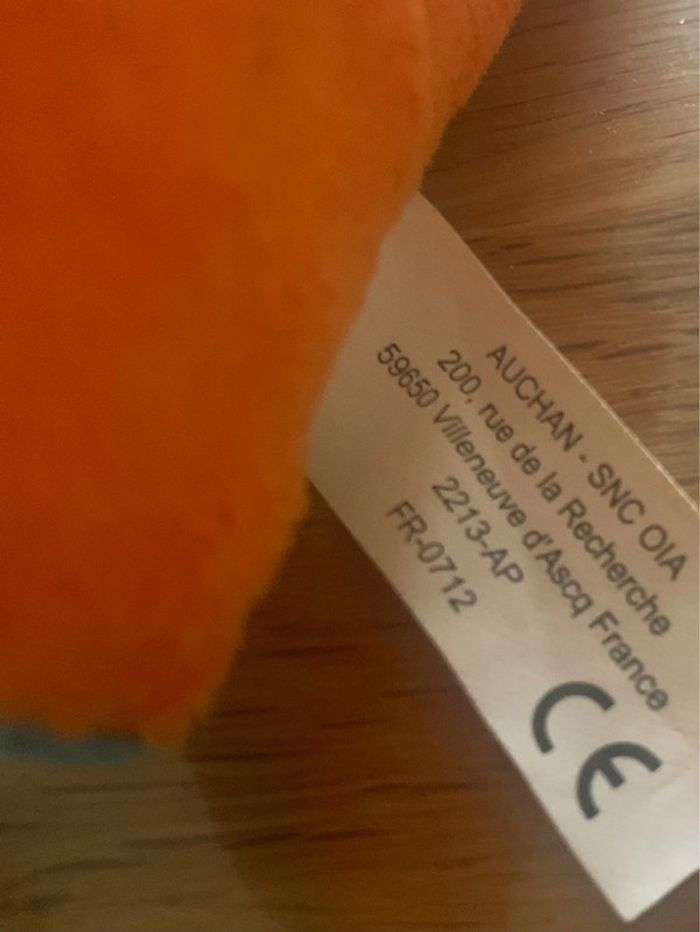 AUCHAN - SNC OIA
200, rue de la Recherche
59650 Villeneuve d'Ascq France
2213-AP
FR-0712
CE